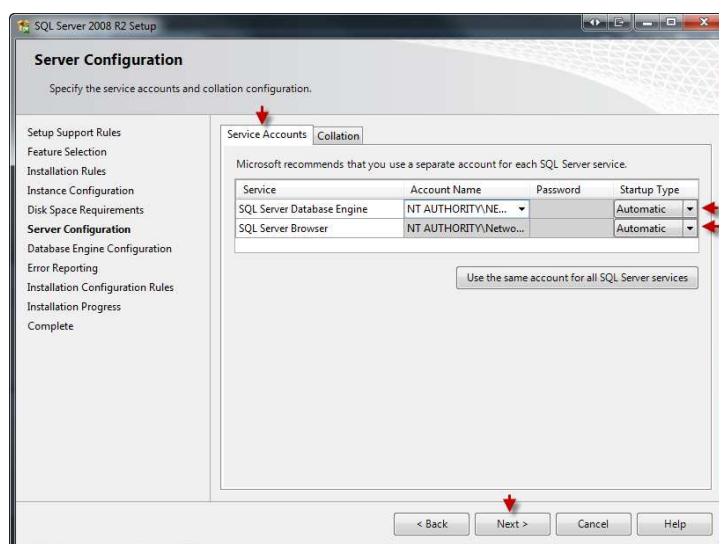 SQL Server 2008 R2 Setup
Server Configuration
Specify the service accounts and collation configuration.
Setup Support Rules
Feature Selection
Installation Rules
Instance Configuration
Disk Space Requirements
Server Configuration
Database Engine Configuration
Error Reporting
Installation Configuration Rules
Installation Progress
Complete
Service Accounts Collation
Microsoft recommends that you use a separate account for each SQL Server service.
Service Account Name Password Startup Type
SQL Server Database Engine NT AUTHORITY\NE... Automatic
SQL Server Browser NT AUTHORITY\Netwo... Automatic
Use the same account for all SQL Server services
< Back Next > Cancel Help